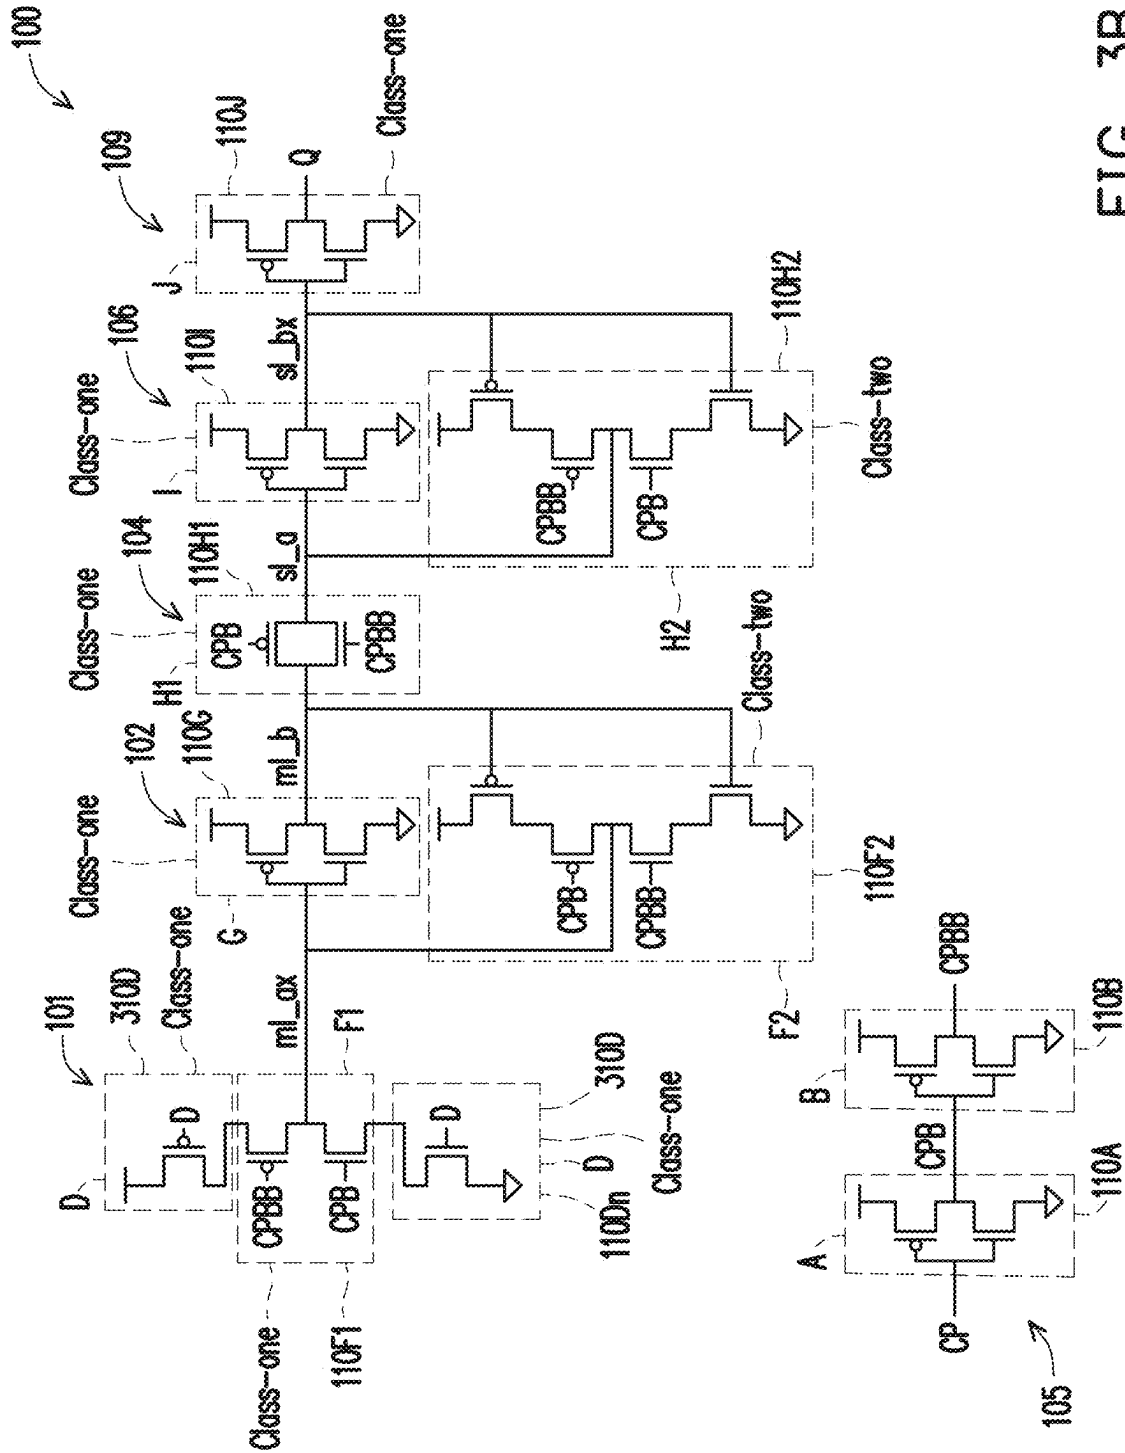 100
109
110J
Class-one
J
Q
106
110I
Class-one
I
sl_bx
110H2
Class-two
CPBB
CPB
H2
104
110H1
Class-one
H1
CPB
CPBB
sl_a
102
110G
Class-one
G
ml_b
Class-two
CPB
CPBB
110F2
F2
101
310D
Class-one
D
D
ml_ax
F1
CPBB
CPB
Class-one
110F1
310D
D
Class-one
D
110Dn
CP
A
110A
CPB
B
110B
CPBB
105
FIG 3B